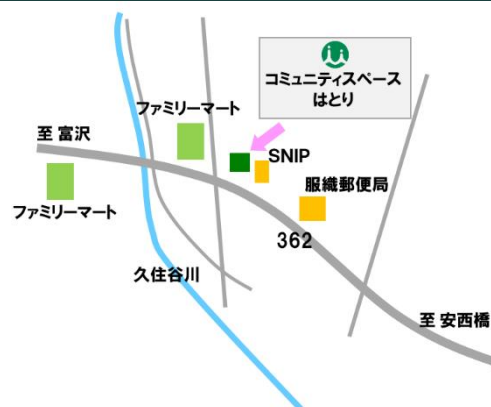 コミュニティスペース
はとり
ファミリーマート
至 富沢
SNIP
服織郵便局
ファミリーマート
362
久住谷川
至 安西橋